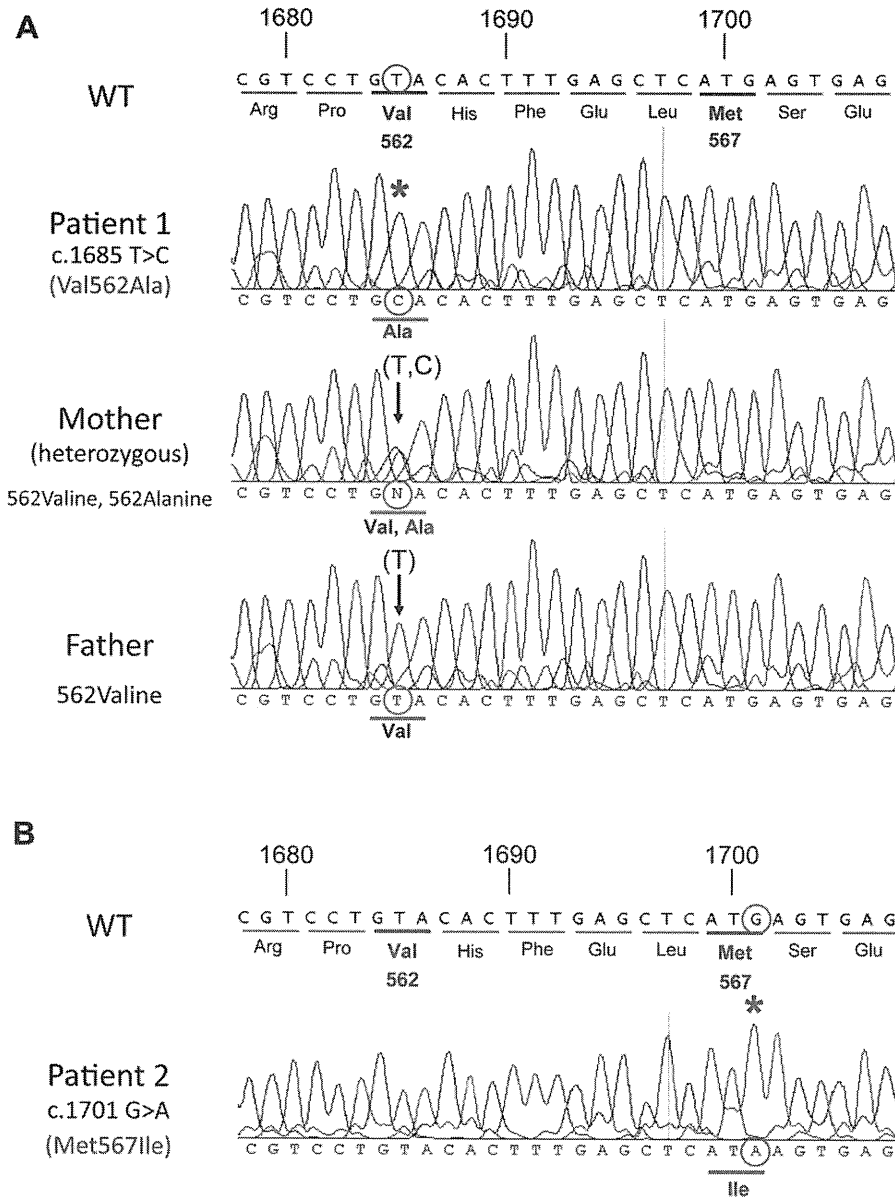 A
1680 1690 1700
WT
C G T C C T G T A C A C T T T G A G C T C A T G A G T G A G
Arg Pro Val His Phe Glu Leu Met Ser Glu
562 567
*
Patient 1
c.1685 T>C
(Val562Ala)
C G T C C T G C A C A C T T T G A G C T C A T G A G T G A G
Ala
(T,C)
Mother
(heterozygous)
562Valine, 562Alanine
C G T C C T G N A C A C T T T G A G C T C A T G A G T G A G
Val, Ala
(T)
Father
562Valine
C G T C C T G T A C A C T T T G A G C T C A T G A G T G A G
Val
B
1680 1690 1700
WT
C G T C C T G T A C A C T T T G A G C T C A T G A G T G A G
Arg Pro Val His Phe Glu Leu Met Ser Glu
562 567
*
Patient 2
c.1701 G>A
(Met567Ile)
C G T C C T G T A C A C T T T G A G C T C A T A A G T G A G
Ile